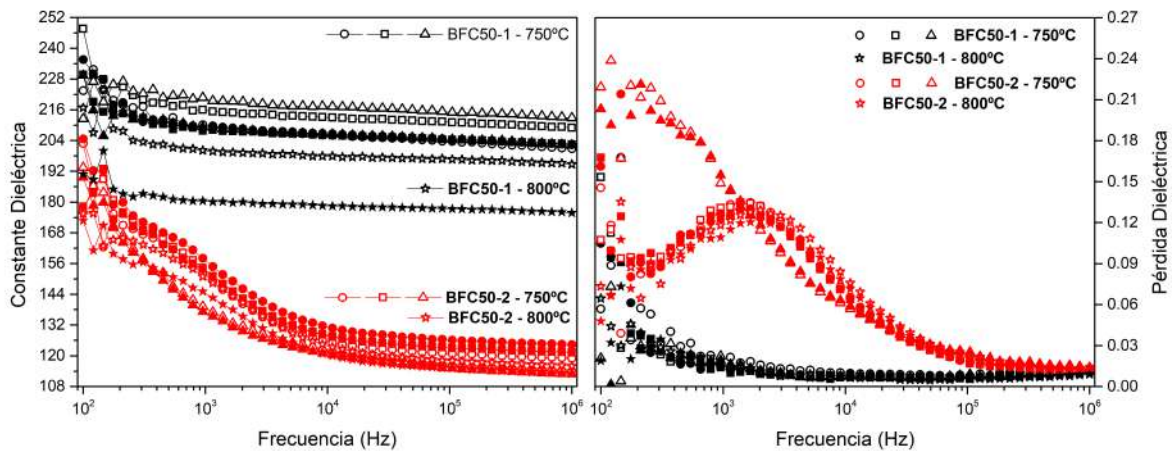 252
240
228
216
204
192
180
168
156
144
132
120
108
Constante Dieléctrica
BFC50-1 - 750ºC
BFC50-1 - 800ºC
BFC50-2 - 750ºC
BFC50-2 - 800ºC
10² 10³ 10⁴ 10⁵ 10⁶
Frecuencia (Hz)
BFC50-1 - 750ºC
BFC50-1 - 800ºC
BFC50-2 - 750ºC
BFC50-2 - 800ºC
0.27
0.24
0.21
0.18
0.15
0.12
0.09
0.06
0.03
0.00
Pérdida Dieléctrica
10² 10³ 10⁴ 10⁵ 10⁶
Frecuencia (Hz)